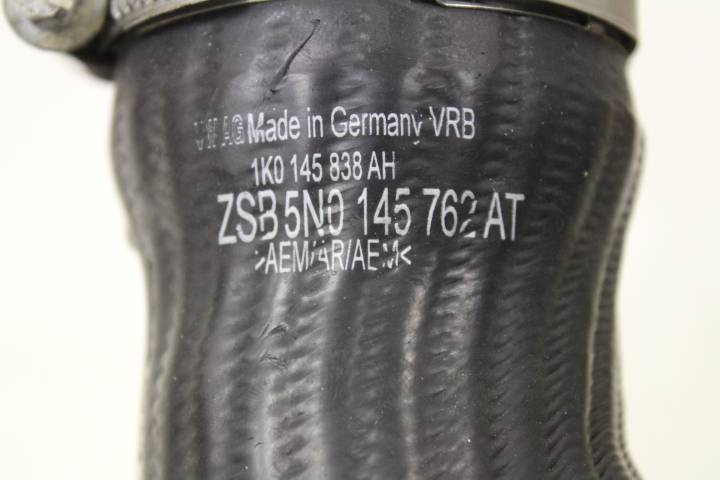 VW AG Made in Germany VRB
1K0 145 838 AH
ZSB 5N0 145 762 AT
>AEM/AR/AEM<